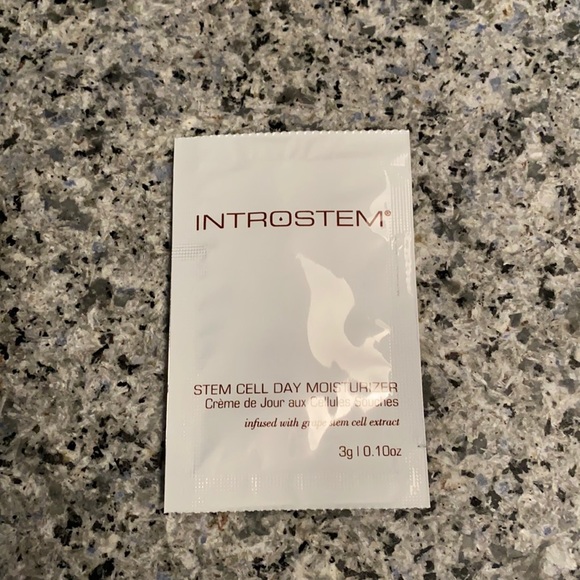 INTROSTEM®
STEM CELL DAY MOISTURIZER
Crème de Jour aux Cellules Souches
infused with grape stem cell extract
3g | 0.10oz